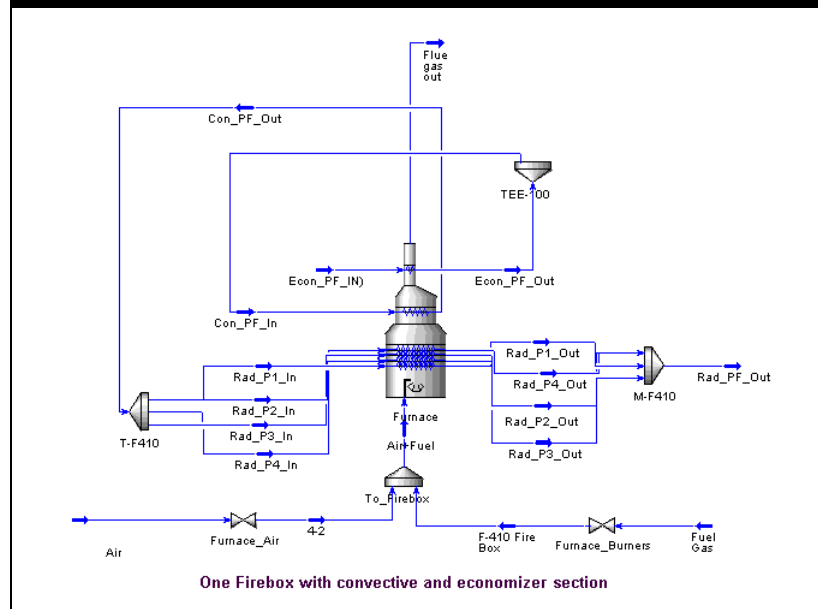 Flue
gas
out
Con_PF_Out
TEE-100
Econ_PF_IN)
Econ_PF_Out
Con_PF_In
Rad_P1_In
Rad_P2_In
Rad_P3_In
Rad_P4_In
T-F410
Rad_P1_Out
Rad_P4_Out
Rad_P2_Out
Rad_P3_Out
M-F410
Rad_PF_Out
Furnace
Air+Fuel
To_Firebox
Air
Furnace_Air
4-2
F-410 Fire
Box
Furnace_Burners
Fuel
Gas
One Firebox with convective and economizer section